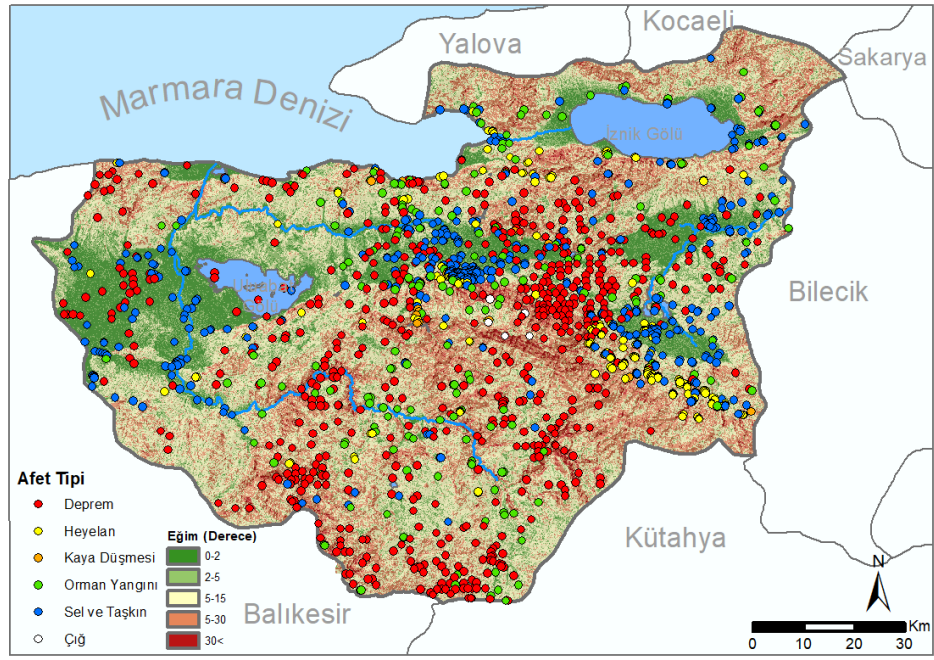 Kocaeli
Yalova
Sakarya
Marmara Denizi
İznik Gölü
Bilecik
Kütahya
Balıkesir
Afet Tipi
Deprem
Heyelan
Kaya Düşmesi
Orman Yangını
Sel ve Taşkın
Çığ
Eğim (Derece)
0-2
2-5
5-15
5-30
30<
N
Km
0 10 20 30